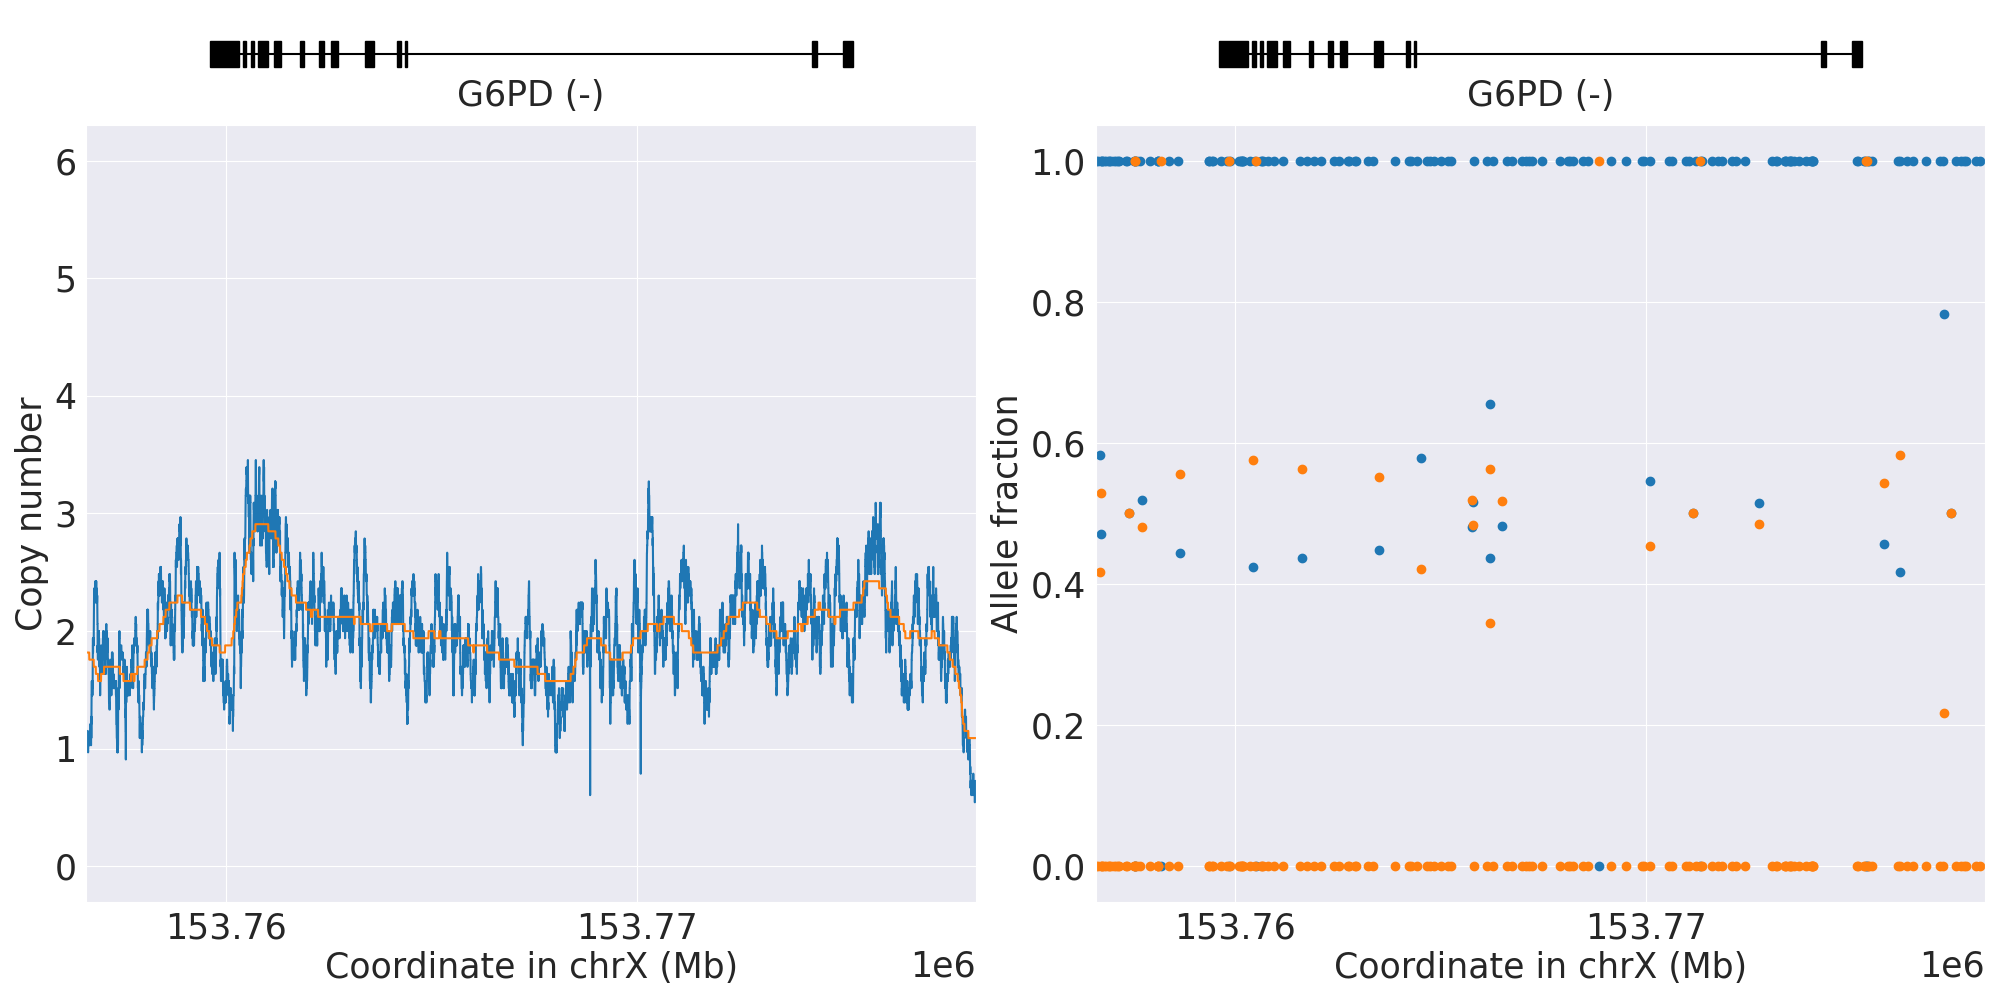 G6PD (-)
6
5
4
3
2
1
0
Copy number
153.76
153.77
Coordinate in chrX (Mb)
1e6
G6PD (-)
1.0
0.8
0.6
0.4
0.2
0.0
Allele fraction
153.76
153.77
Coordinate in chrX (Mb)
1e6